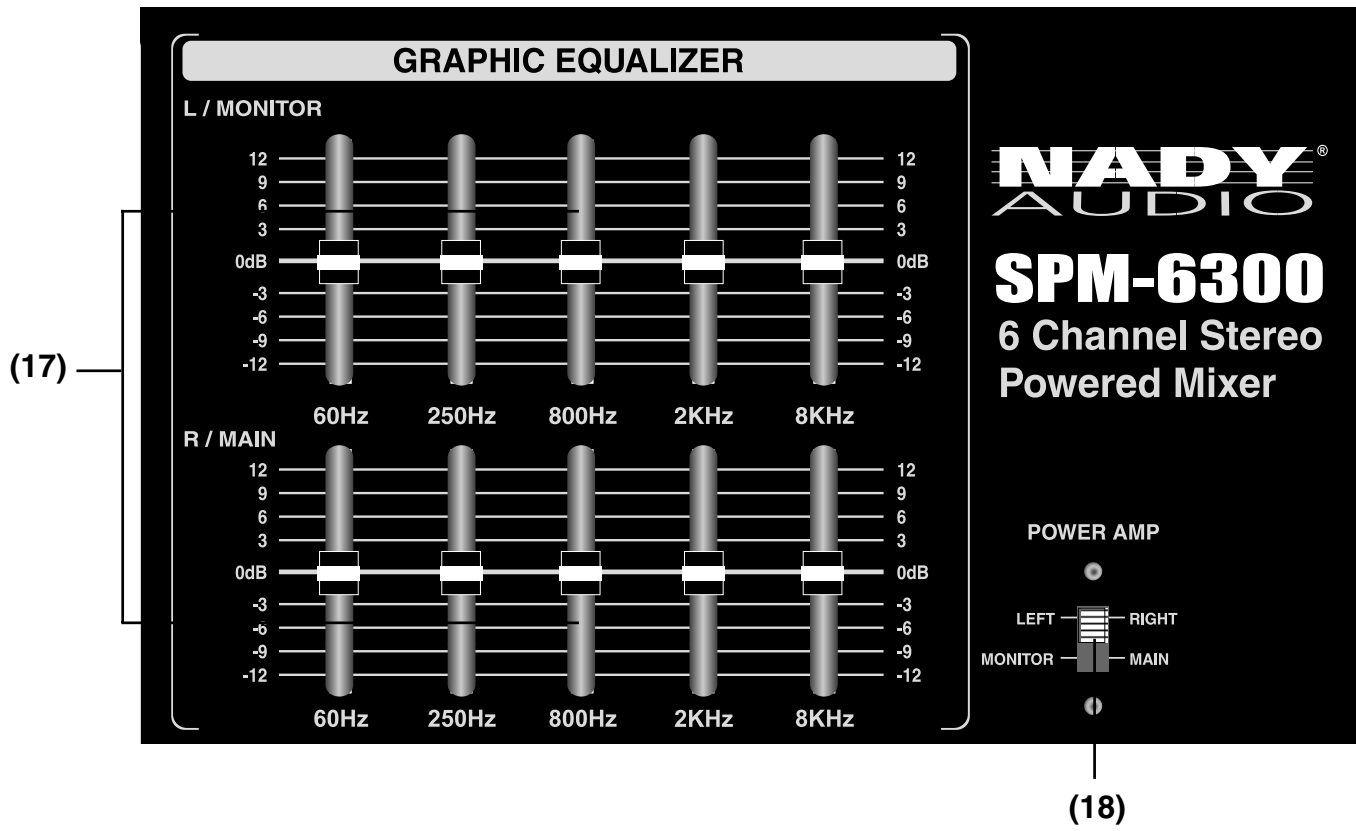 GRAPHIC EQUALIZER
L / MONITOR
12 12
9 9
6 6
3 3
0dB 0dB
-3 -3
-6 -6
-9 -9
-12 -12
60Hz 250Hz 800Hz 2KHz 8KHz
R / MAIN
12 12
9 9
6 6
3 3
0dB 0dB
-3 -3
-6 -6
-9 -9
-12 -12
60Hz 250Hz 800Hz 2KHz 8KHz
(17)
NADY®
AUDIO
SPM-6300
6 Channel Stereo
Powered Mixer
POWER AMP
LEFT RIGHT
MONITOR MAIN
(18)